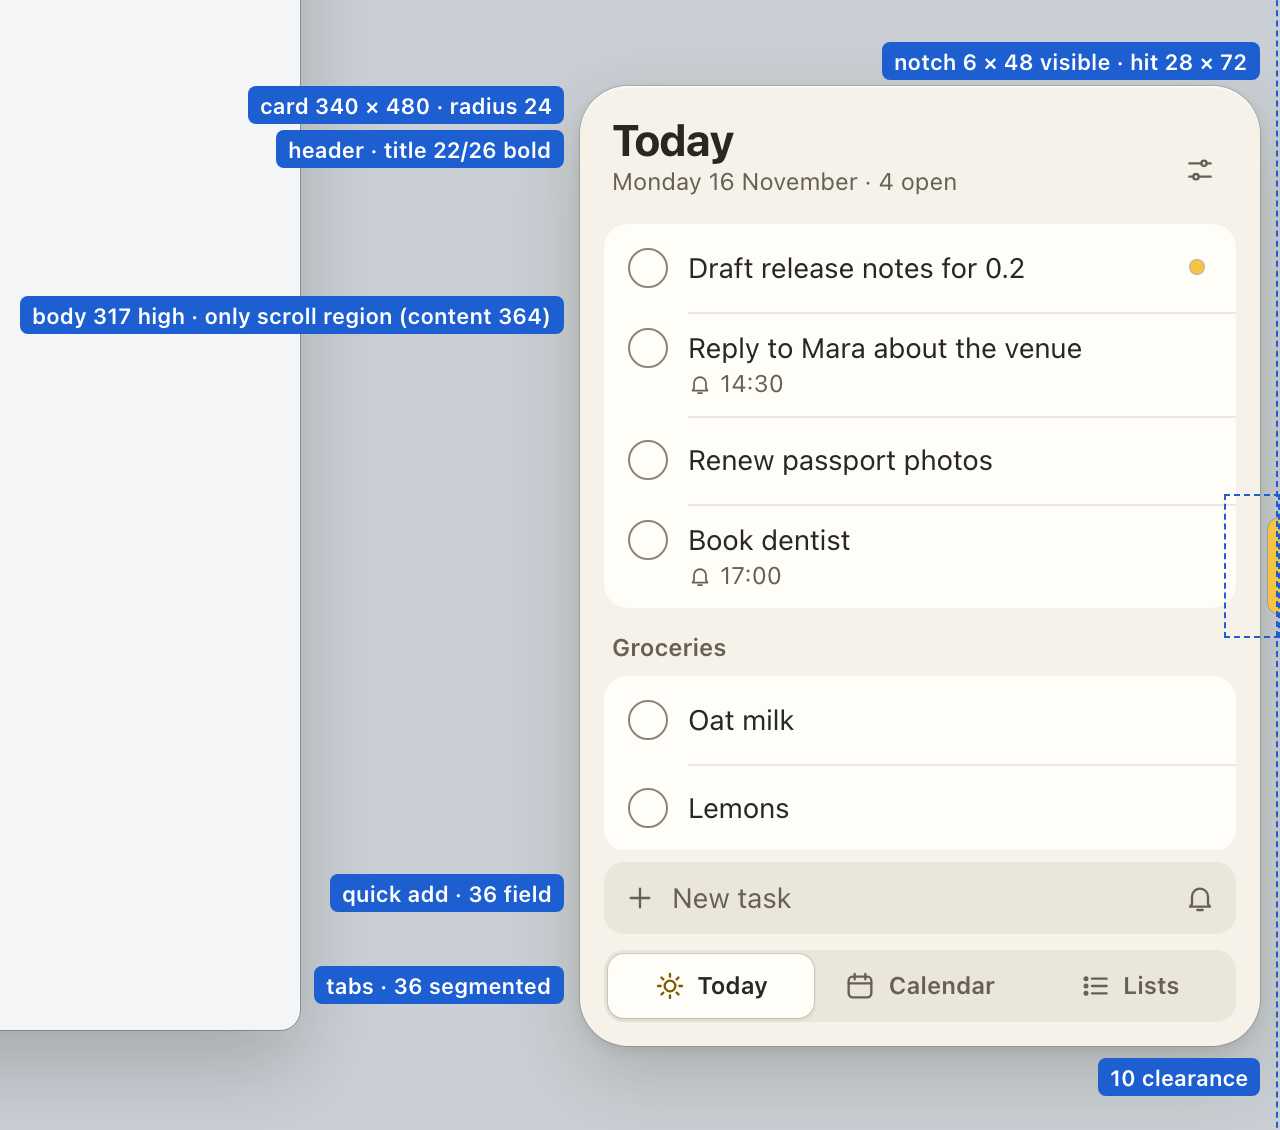 notch 6 × 48 visible · hit 28 × 72
card 340 × 480 · radius 24
header · title 22/26 bold
Today
Monday 16 November · 4 open
Draft release notes for 0.2
body 317 high · only scroll region (content 364)
Reply to Mara about the venue
14:30
Renew passport photos
Book dentist
17:00
Groceries
Oat milk
Lemons
quick add · 36 field
New task
tabs · 36 segmented
Today
Calendar
Lists
10 clearance